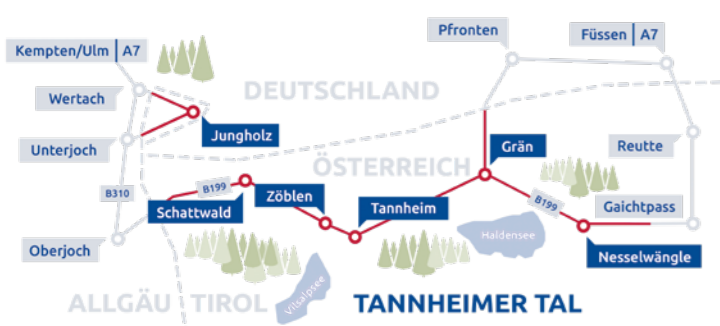 Pfronten
Füssen | A7
Kempten/Ulm | A7
DEUTSCHLAND
Wertach
Jungholz
Unterjoch
Grän
Reutte
ÖSTERREICH
B310
B199
Zöblen
Tannheim
B199
Gaichtpass
Schattwald
Haldensee
Oberjoch
Nesselwängle
Vilsalpsee
ALLGÄU TIROL
TANNHEIMER TAL